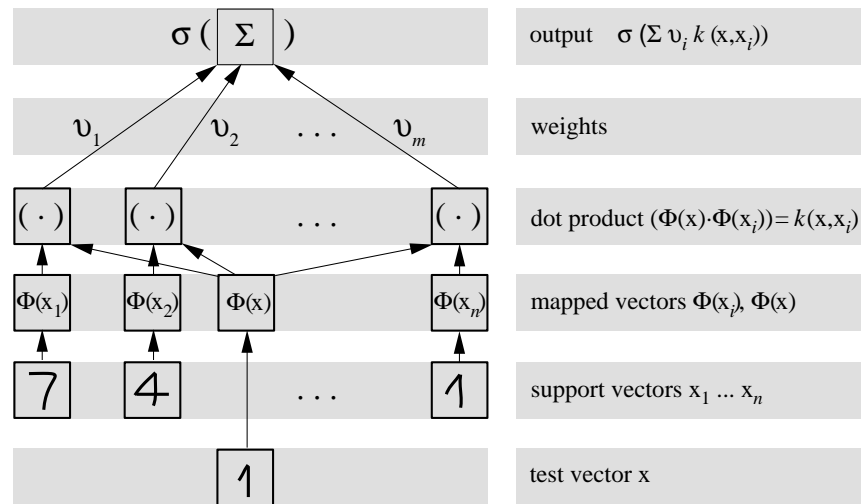 σ ( Σ ) output σ (Σ υ_i k (x,x_i))
υ_1 υ_2 . . . υ_m weights
(·) (·) . . . (·) dot product (Φ(x)·Φ(x_i))= k(x,x_i)
Φ(x_1) Φ(x_2) Φ(x) Φ(x_n) mapped vectors Φ(x_i), Φ(x)
7 4 . . . 1 support vectors x_1 ... x_n
1 test vector x